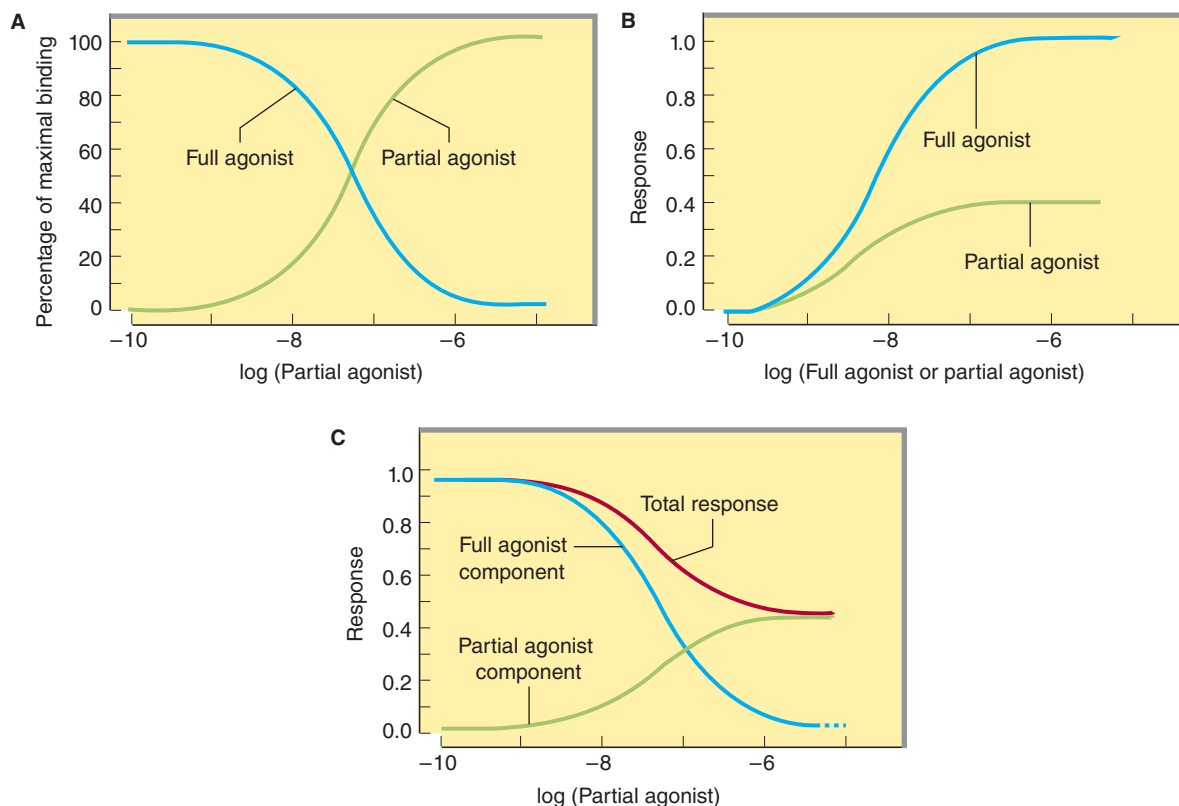 A
Percentage of maximal binding
100
80
60
40
20
0
Full agonist
Partial agonist
−10
−8
−6
log (Partial agonist)
B
Response
1.0
0.8
0.6
0.4
0.2
0.0
Full agonist
Partial agonist
−10
−8
−6
log (Full agonist or partial agonist)
C
Response
1.0
0.8
0.6
0.4
0.2
0.0
Total response
Full agonist
component
Partial agonist
component
−10
−8
−6
log (Partial agonist)